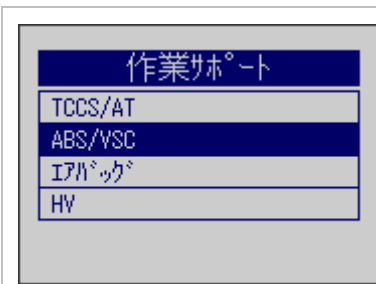 作業ｻﾎﾟｰﾄ
TCCS/AT
ABS/VSC
ｴｱﾊﾞｯｸﾞ
HV